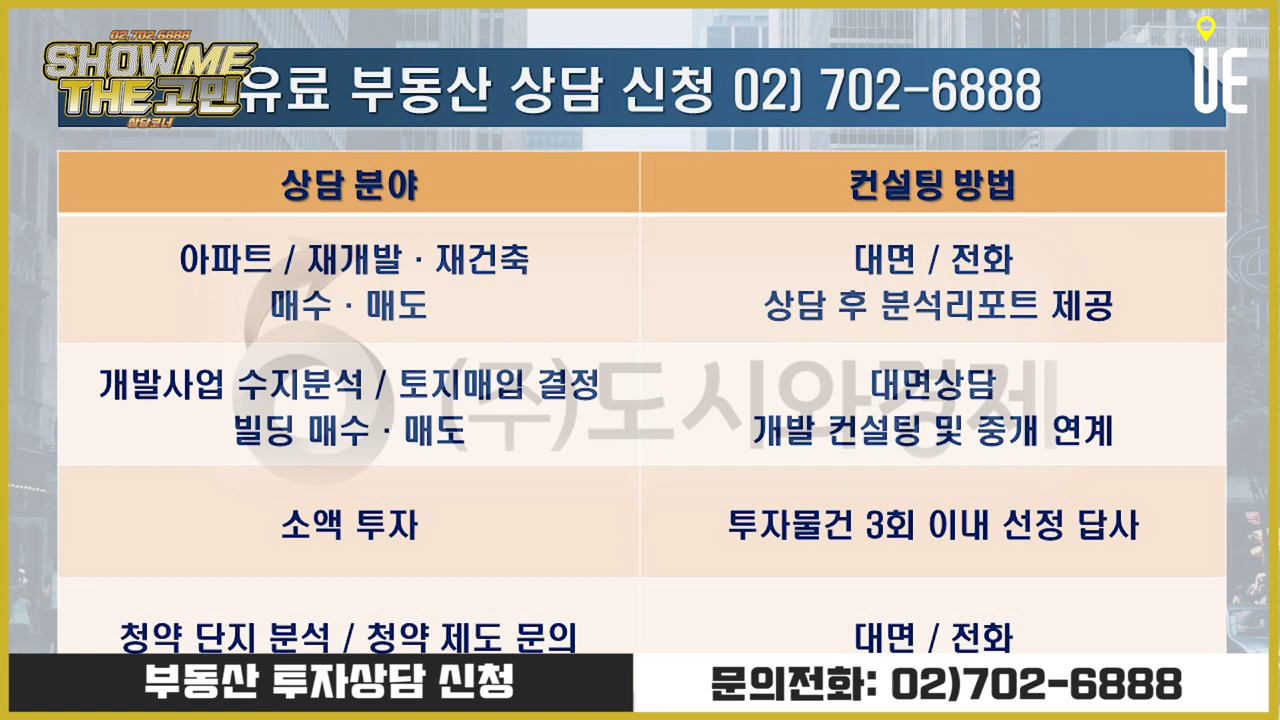 02.702.6888
SHOW ME
THE 고민
상담코너
유료 부동산 상담 신청 02) 702-6888
UE
상담 분야
컨설팅 방법
아파트 / 재개발 · 재건축
매수 · 매도
대면 / 전화
상담 후 분석리포트 제공
개발사업 수지분석 / 토지매입 결정
빌딩 매수 · 매도
대면상담
개발 컨설팅 및 중개 연계
(주)도시와경제
소액 투자
투자물건 3회 이내 선정 답사
청약 단지 분석 / 청약 제도 문의
대면 / 전화
부동산 투자상담 신청
문의전화: 02)702-6888